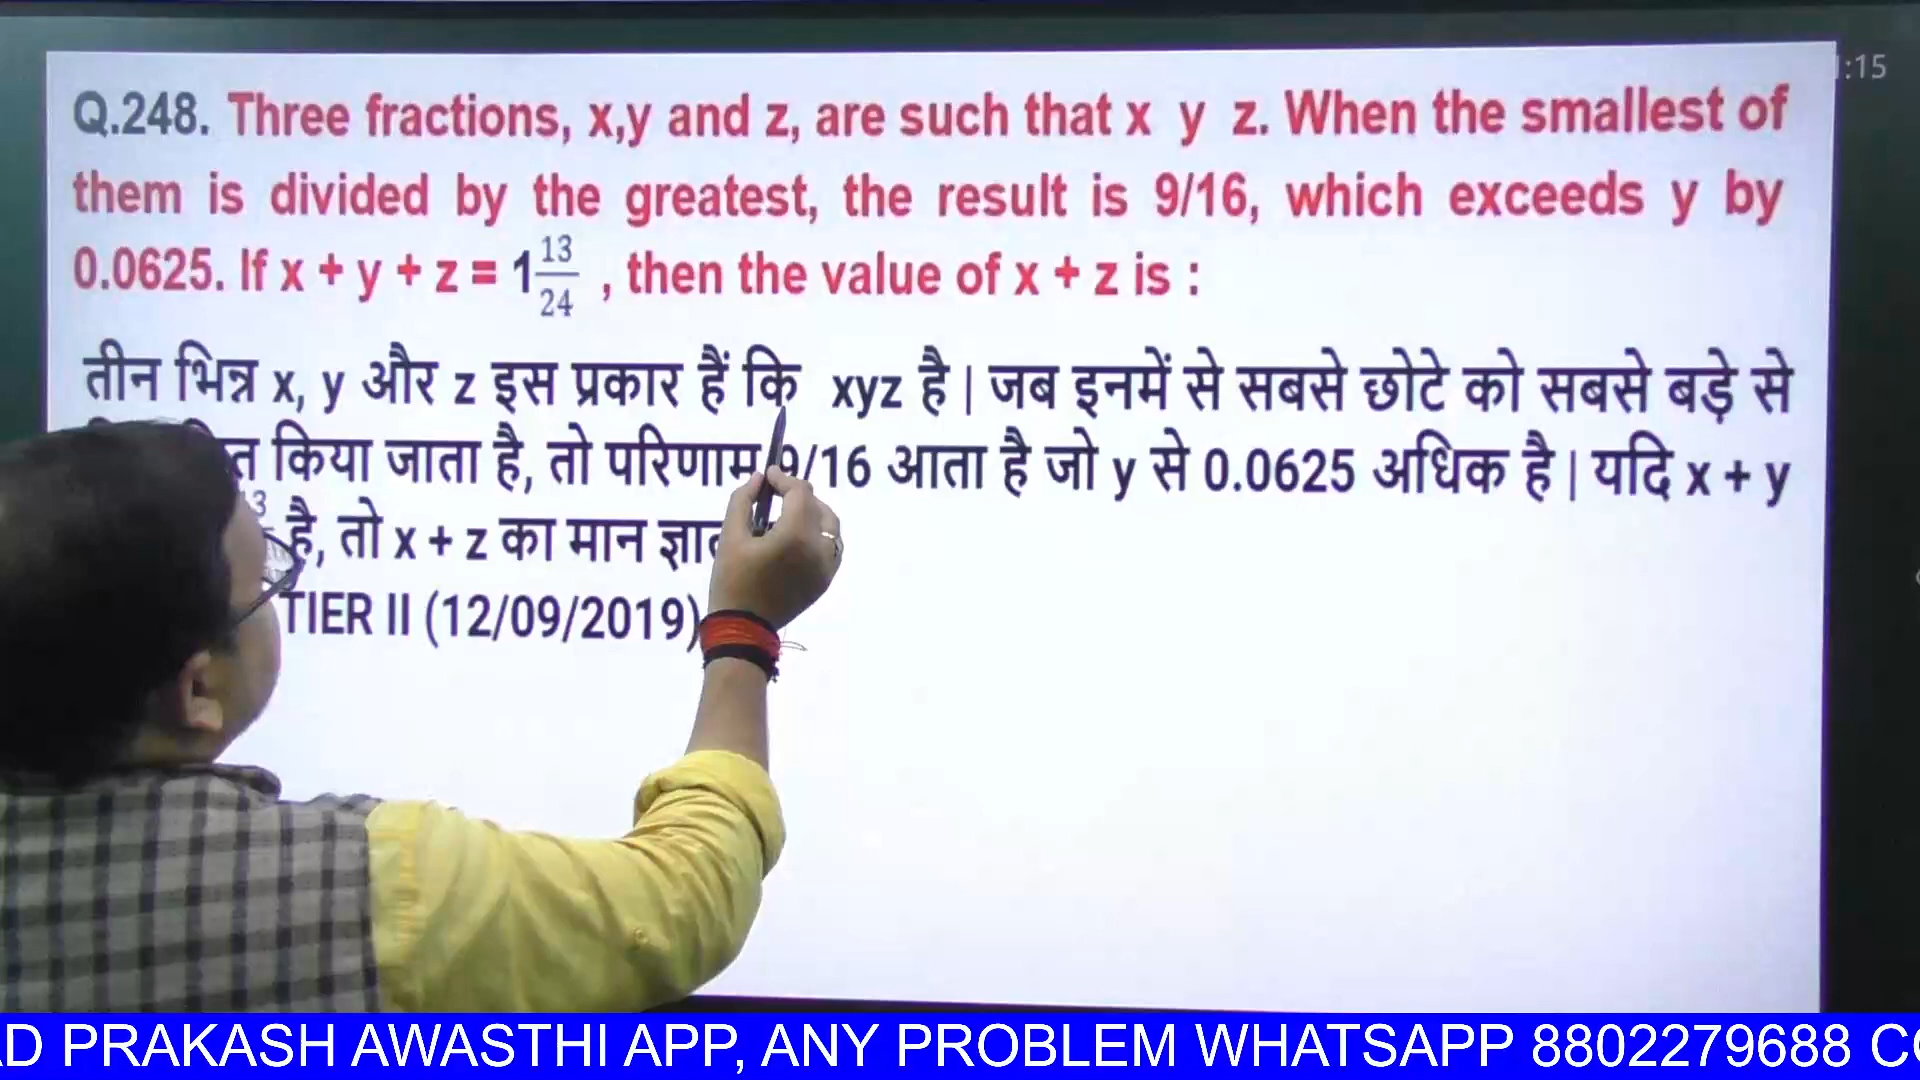 :15
Q.248. Three fractions, x,y and z, are such that x y z. When the smallest of
them is divided by the greatest, the result is 9/16, which exceeds y by
0.0625. If x + y + z = 1 13/24 , then the value of x + z is :
तीन भिन्न x, y और z इस प्रकार हैं कि xyz है | जब इनमें से सबसे छोटे को सबसे बड़े से
किया जाता है, तो परिणाम 9/16 आता है जो y से 0.0625 अधिक है | यदि x + y
है, तो x + z का मान
TIER II (12/09/2019)
PRAKASH AWASTHI APP, ANY PROBLEM WHATSAPP 8802279688